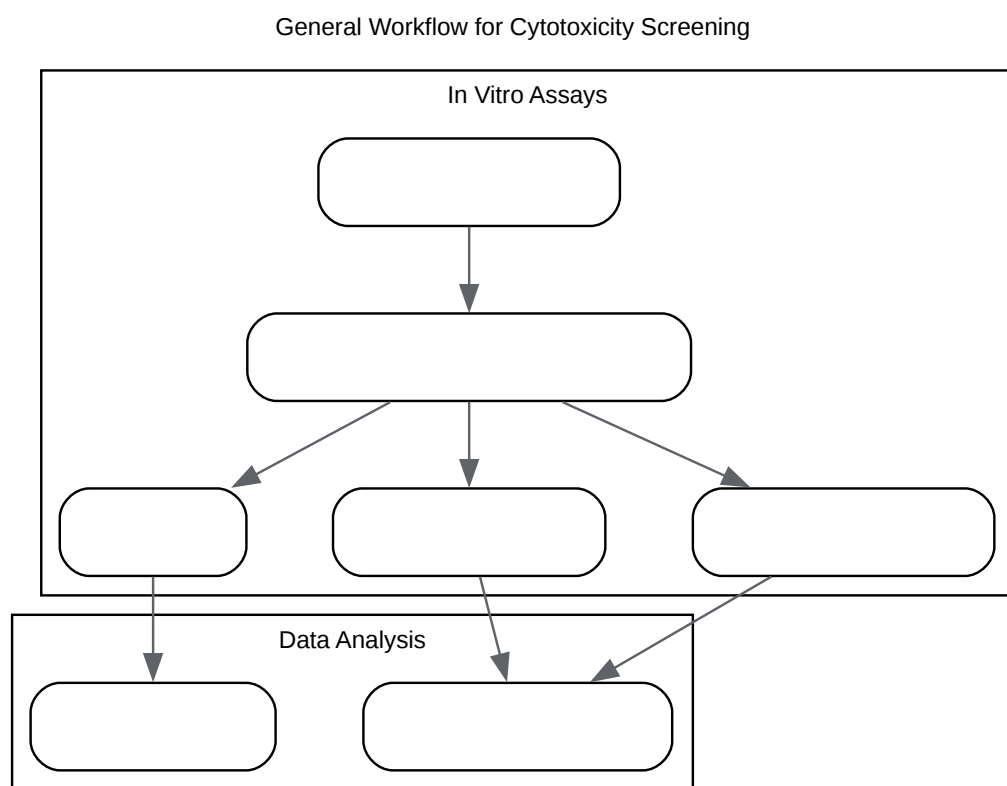 General Workflow for Cytotoxicity Screening
In Vitro Assays
Data Analysis